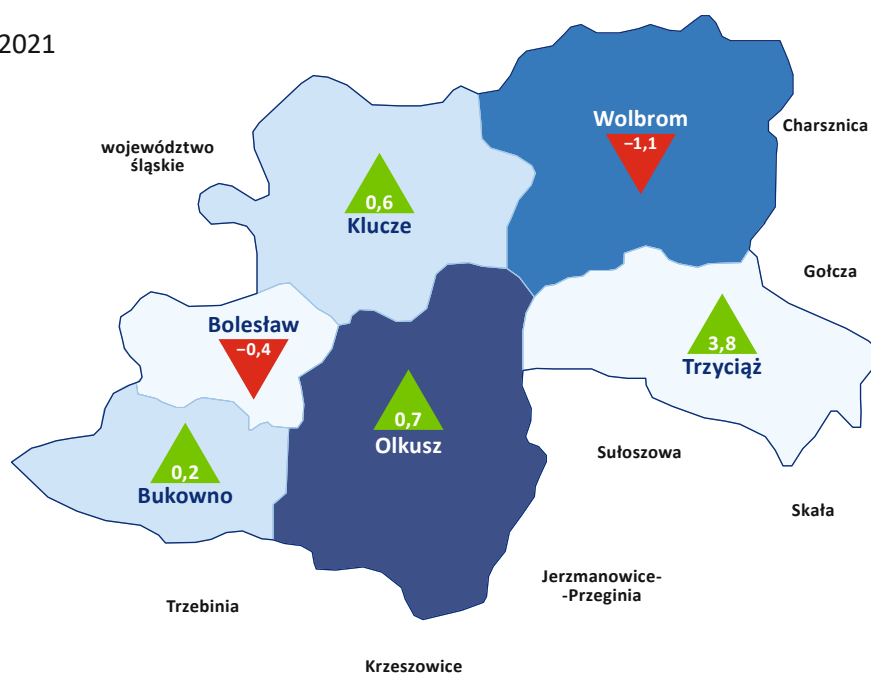 2021
Wolbrom
−1,1
Charsznica
województwo
śląskie
0,6
Klucze
Gołcza
Bolesław
−0,4
3,8
Trzyciąż
0,7
Olkusz
Sułoszowa
0,2
Bukowno
Skała
Jerzmanowice-
-Przeginia
Trzebinia
Krzeszowice